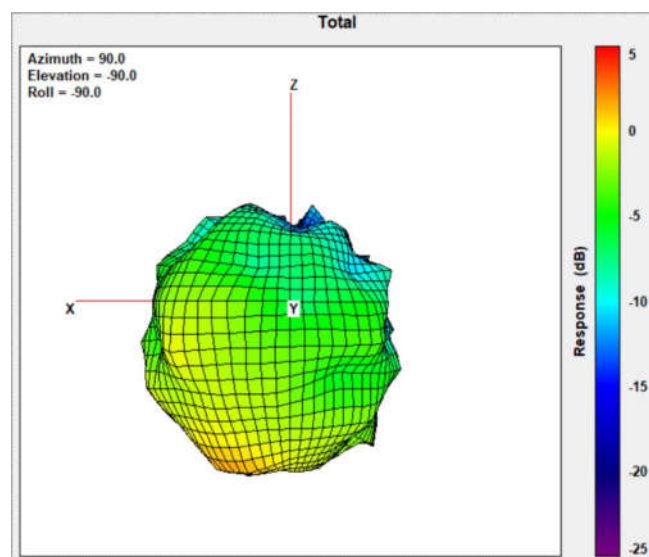 Total
Azimuth = 90.0
Elevation = -90.0
Roll = -90.0
Z
X
Y
5
0
-5
-10
-15
-20
-25
Response (dB)